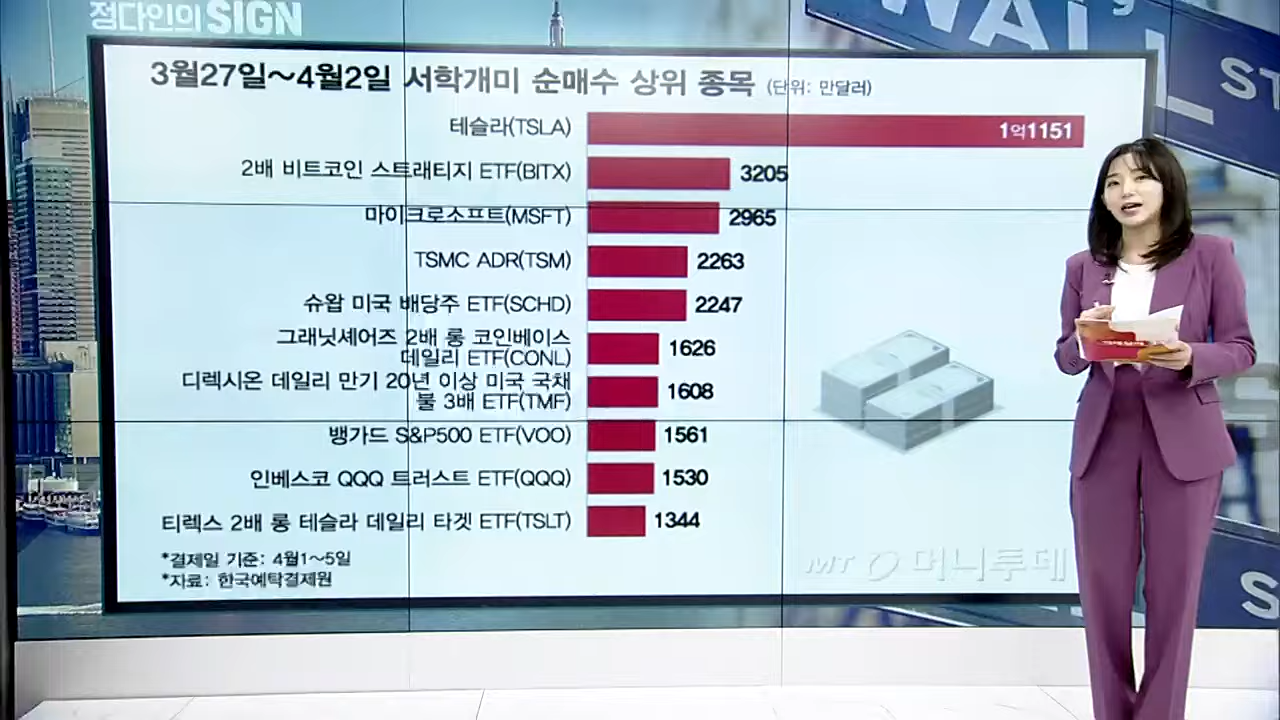 정다인의 SIGN
WALL
ST
3월27일~4월2일 서학개미 순매수 상위 종목 (단위: 만달러)
테슬라(TSLA) 1억1151
2배 비트코인 스트래티지 ETF(BITX) 3205
마이크로소프트(MSFT) 2965
TSMC ADR(TSM) 2263
슈왑 미국 배당주 ETF(SCHD) 2247
그래닛셰어즈 2배 롱 코인베이스
데일리 ETF(CONL) 1626
디렉시온 데일리 만기 20년 이상 미국 국채
불 3배 ETF(TMF) 1608
뱅가드 S&P500 ETF(VOO) 1561
인베스코 QQQ 트러스트 ETF(QQQ) 1530
티렉스 2배 롱 테슬라 데일리 타겟 ETF(TSLT) 1344
*결제일 기준: 4월1~5일
*자료: 한국예탁결제원
MT 머니투데
S